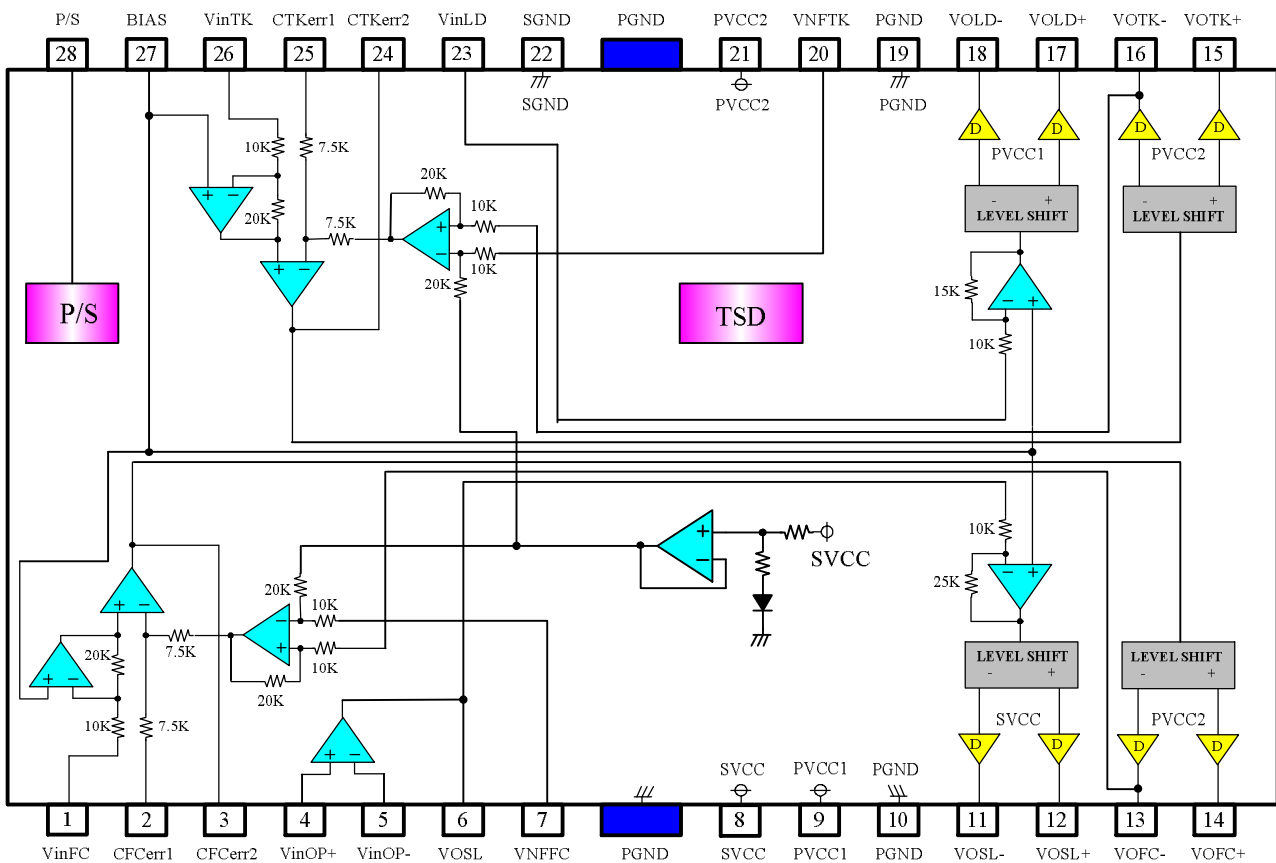 P/S BIAS VinTK CTKerr1 CTKerr2 VinLD SGND PGND PVCC2 VNFTK PGND VOLD- VOLD+ VOTK- VOTK+
28 27 26 25 24 23 22 21 20 19 18 17 16 15
SGND PVCC2 PGND
D D D D
10K 7.5K PVCC1 PVCC2
20K
+ − 20K 10K - + - +
7.5K + LEVEL SHIFT LEVEL SHIFT
− 10K
+ − 20K
15K
P/S TSD − +
10K
+ 10K
− SVCC
− +
20K 25K
+ − 10K
−
7.5K + 10K LEVEL SHIFT LEVEL SHIFT
20K - + - +
+ − 20K
10K 7.5K SVCC PVCC2
+ − D D D D
SVCC PVCC1 PGND
1 2 3 4 5 6 7 8 9 10 11 12 13 14
VinFC CFCerr1 CFCerr2 VinOP+ VinOP- VOSL VNFFC PGND SVCC PVCC1 PGND VOSL- VOSL+ VOFC- VOFC+